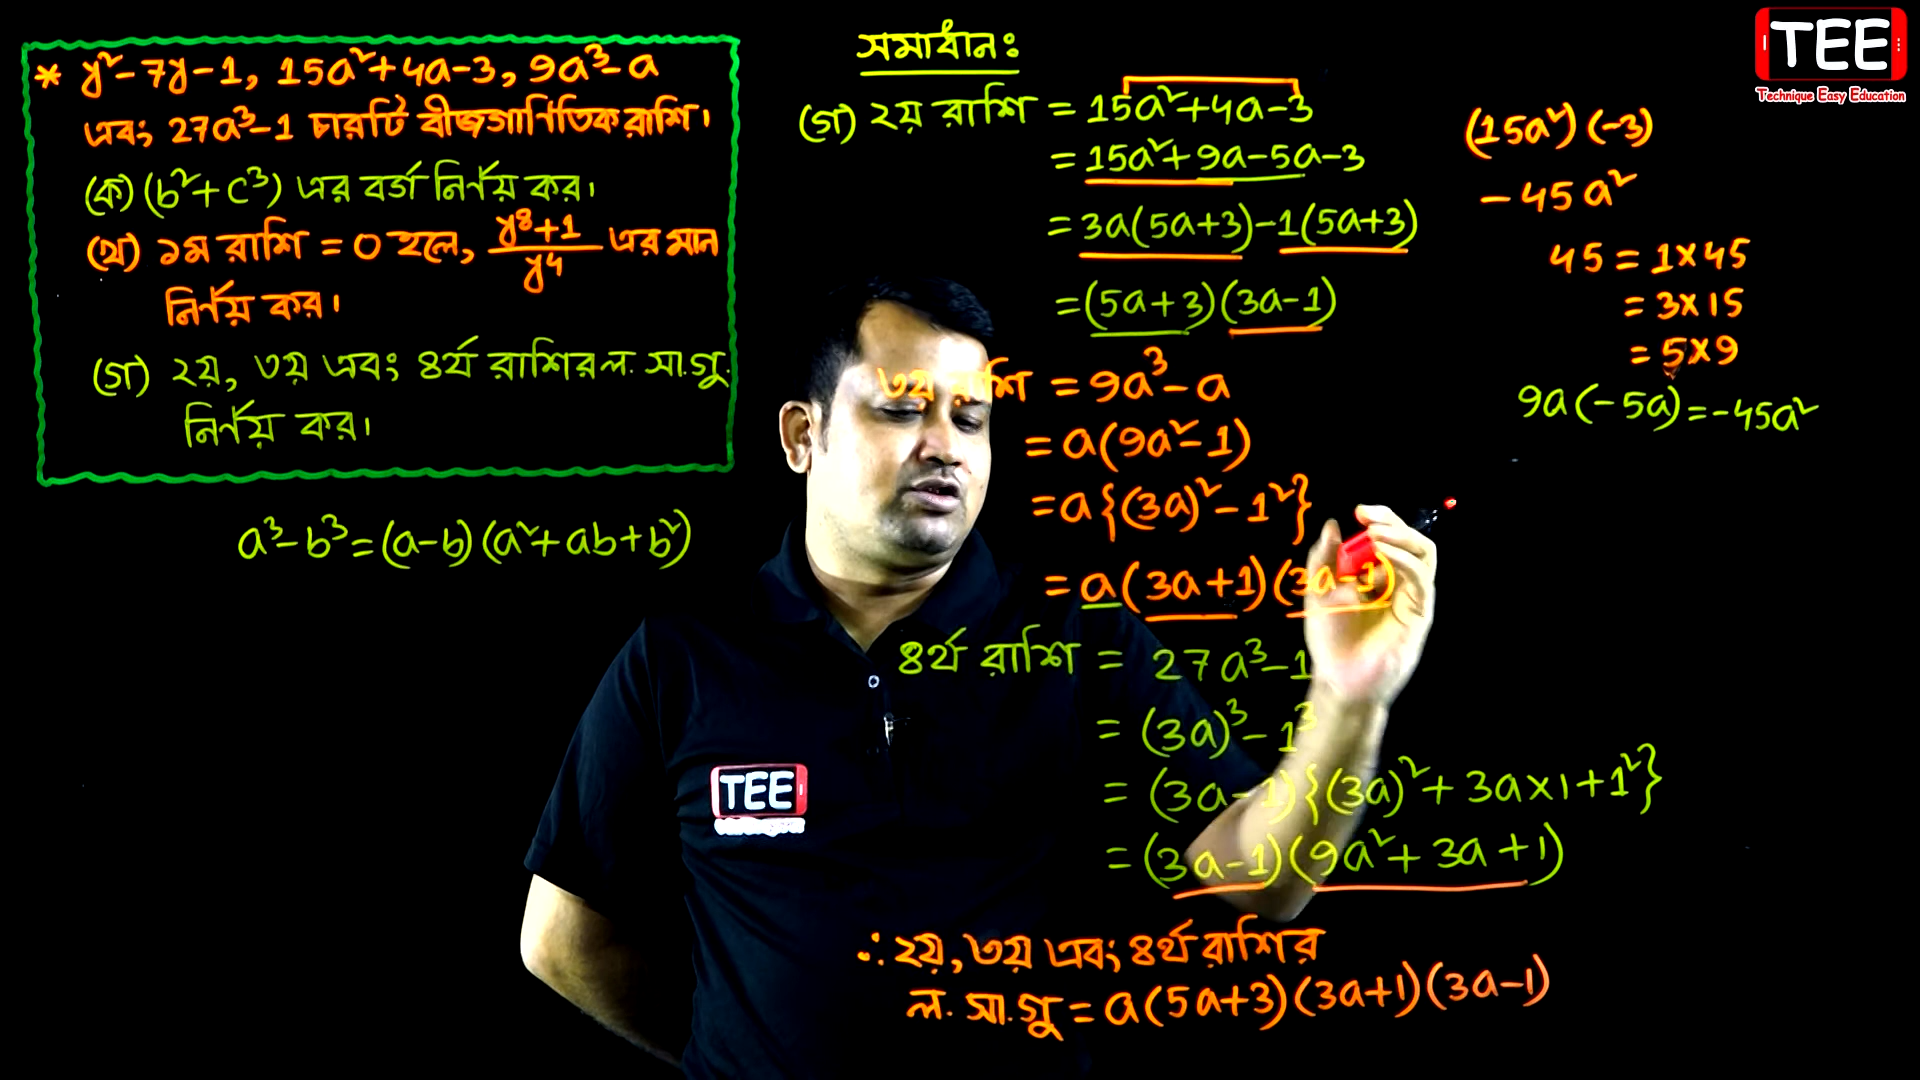 * y²-7y-1, 15a²+4a-3, 9a³-a
এবং 27a³-1 চারটি বীজগাণিতিক রাশি।
(ক) (b²+c³) এর বর্গ নির্ণয় কর।
(খ) ১ম রাশি = 0 হলে, (y⁸+1)/y⁴ এর মান
নির্ণয় কর।
(গ) ২য়, ৩য় এবং ৪র্থ রাশির ল. সা.গু.
নির্ণয় কর।
a³-b³=(a-b)(a²+ab+b²)
সমাধানঃ
(গ) ২য় রাশি = 15a²+4a-3
= 15a²+9a-5a-3
= 3a(5a+3)-1(5a+3)
=(5a+3)(3a-1)
৩য় রাশি = 9a³-a
= a(9a²-1)
=a{(3a)²-1²}
= a(3a+1)(3a-1)
৪র্থ রাশি = 27a³-1
= (3a)³-1³
= (3a-1){(3a)²+3a×1+1²}
= (3a-1)(9a²+3a+1)
∴ ২য়, ৩য় এবং ৪র্থ রাশির
ল. সা.গু = a(5a+3)(3a+1)(3a-1)
(15a²)(-3)
-45a²
45 = 1×45
= 3×15
= 5×9
9a(-5a)=-45a²
TEE
Technique Easy Education
TEE